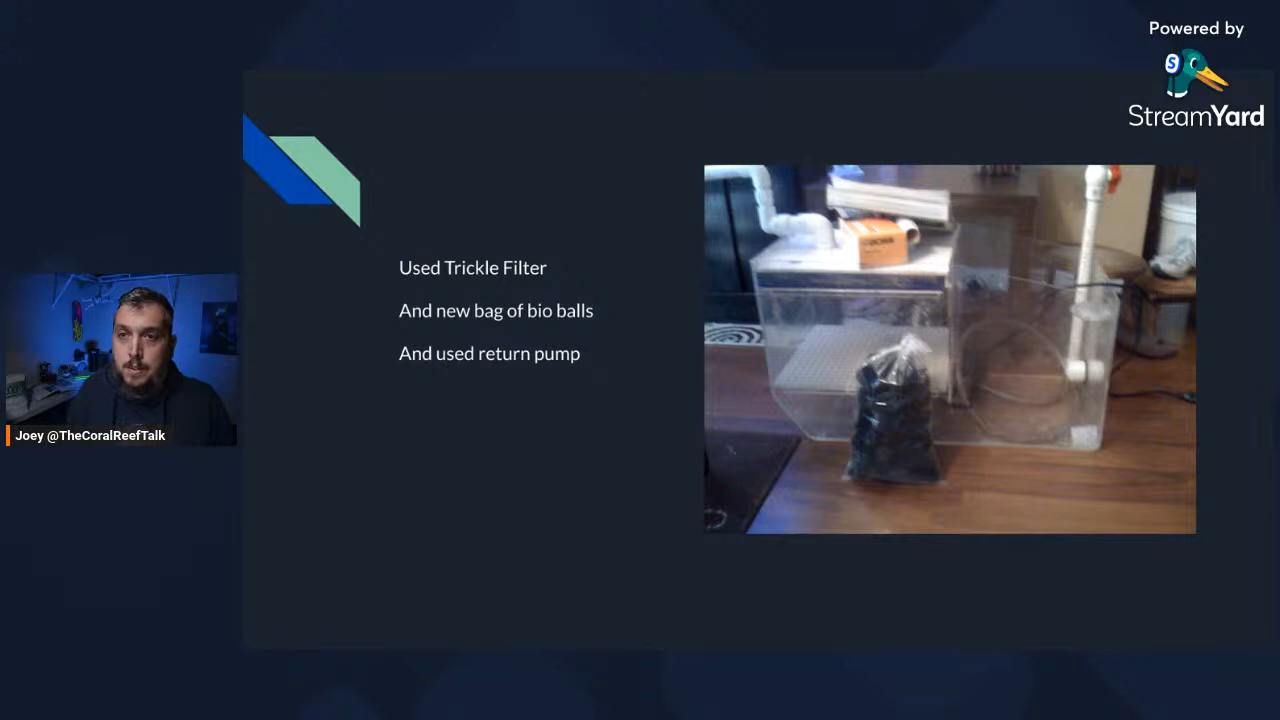 Powered by
StreamYard
Used Trickle Filter
And new bag of bio balls
And used return pump
Joey @TheCoralReefTalk